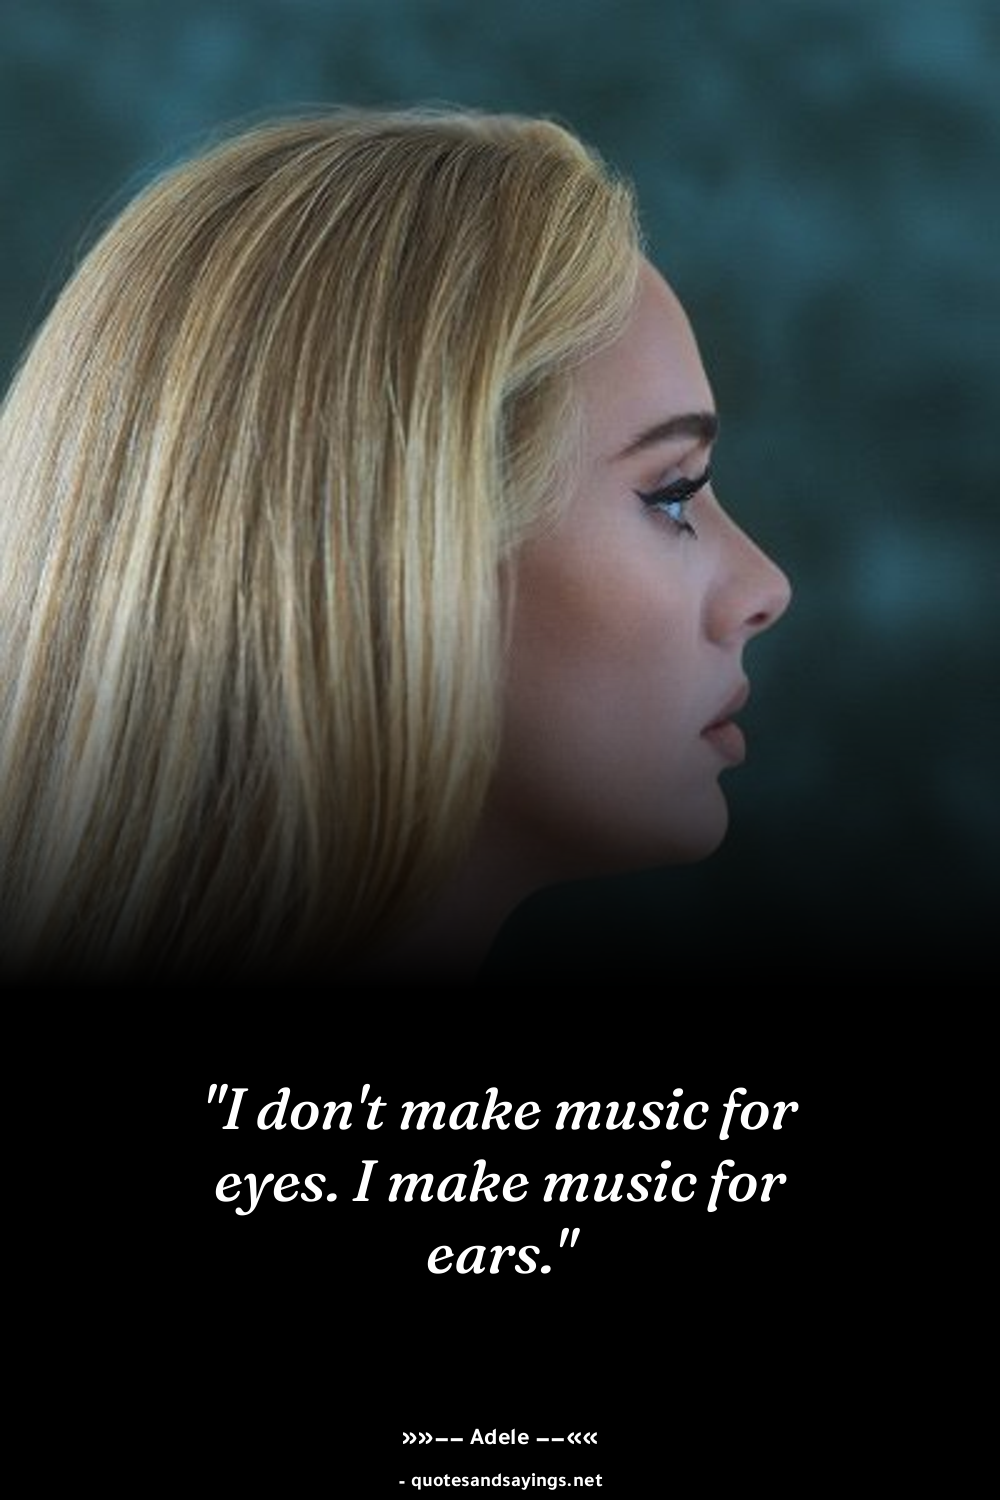 "I don't make music for
eyes. I make music for
ears."
»»–– Adele ––««
- quotesandsayings.net